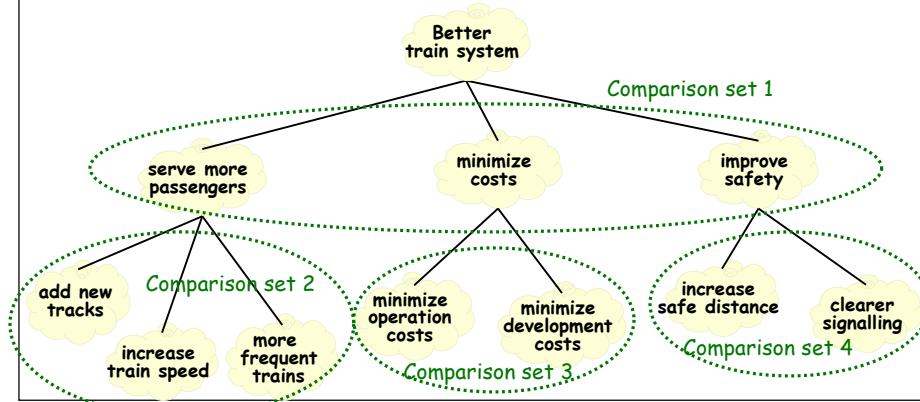 Better
train system
Comparison set 1
serve more
passengers
minimize
costs
improve
safety
add new
tracks
Comparison set 2
increase
train speed
more
frequent
trains
minimize
operation
costs
minimize
development
costs
Comparison set 3
increase
safe distance
clearer
signalling
Comparison set 4